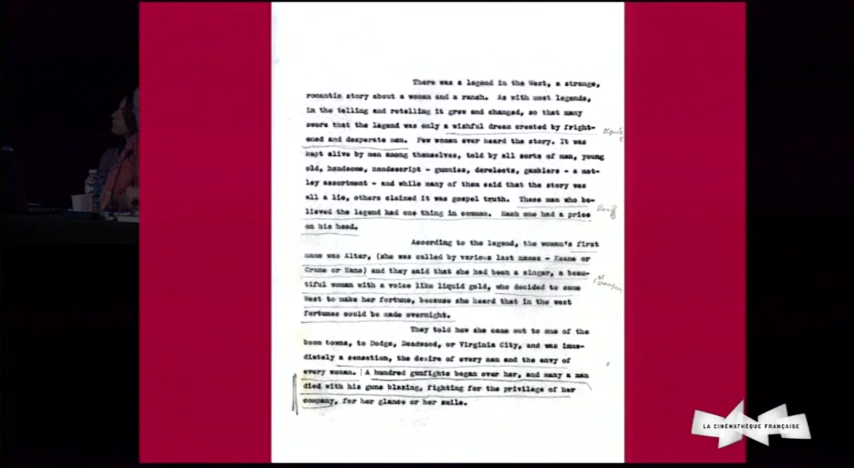 There was a legend in the West, a strange,
romantic story about a woman and a ranch. As with most legends,
in the telling and retelling it grew and changed, so that many
swore that the legend was only a wishful dream created by fright-
ened and desperate men. Few women ever heard the story. It was
kept alive by men among themselves, told by all sorts of men, young
old, handsome, nondescript - gunnies, derelects, gamblers - a mot-
ley assortment - and while many of them said that the story was
all a lie, others claimed it was gospel truth. These men who be-
lieved the legend had one thing in common. Each one had a price
on his head.
According to the legend, the woman's first
name was Altar, (she was called by various last names - Keane or
Crane or Kane) and they said that she had been a singer, a beau-
tiful woman with a voice like liquid gold, who decided to come
West to make her fortune, because she heard that in the west
fortunes could be made overnight.
They told how she came out to one of the
boom towns, to Dodge, Deadwood, or Virginia City, and was imme-
diately a sensation, the desire of every man and the envy of
every woman. A hundred gunfights began over her, and many a man
died with his guns blazing, fighting for the privilege of her
company, for her glance or her smile.
LA CINÉMATHÈQUE FRANÇAISE